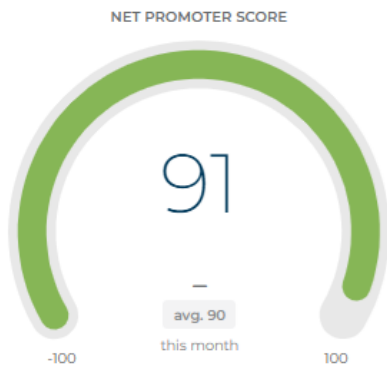 NET PROMOTER SCORE
91
–
avg. 90
this month
-100
100